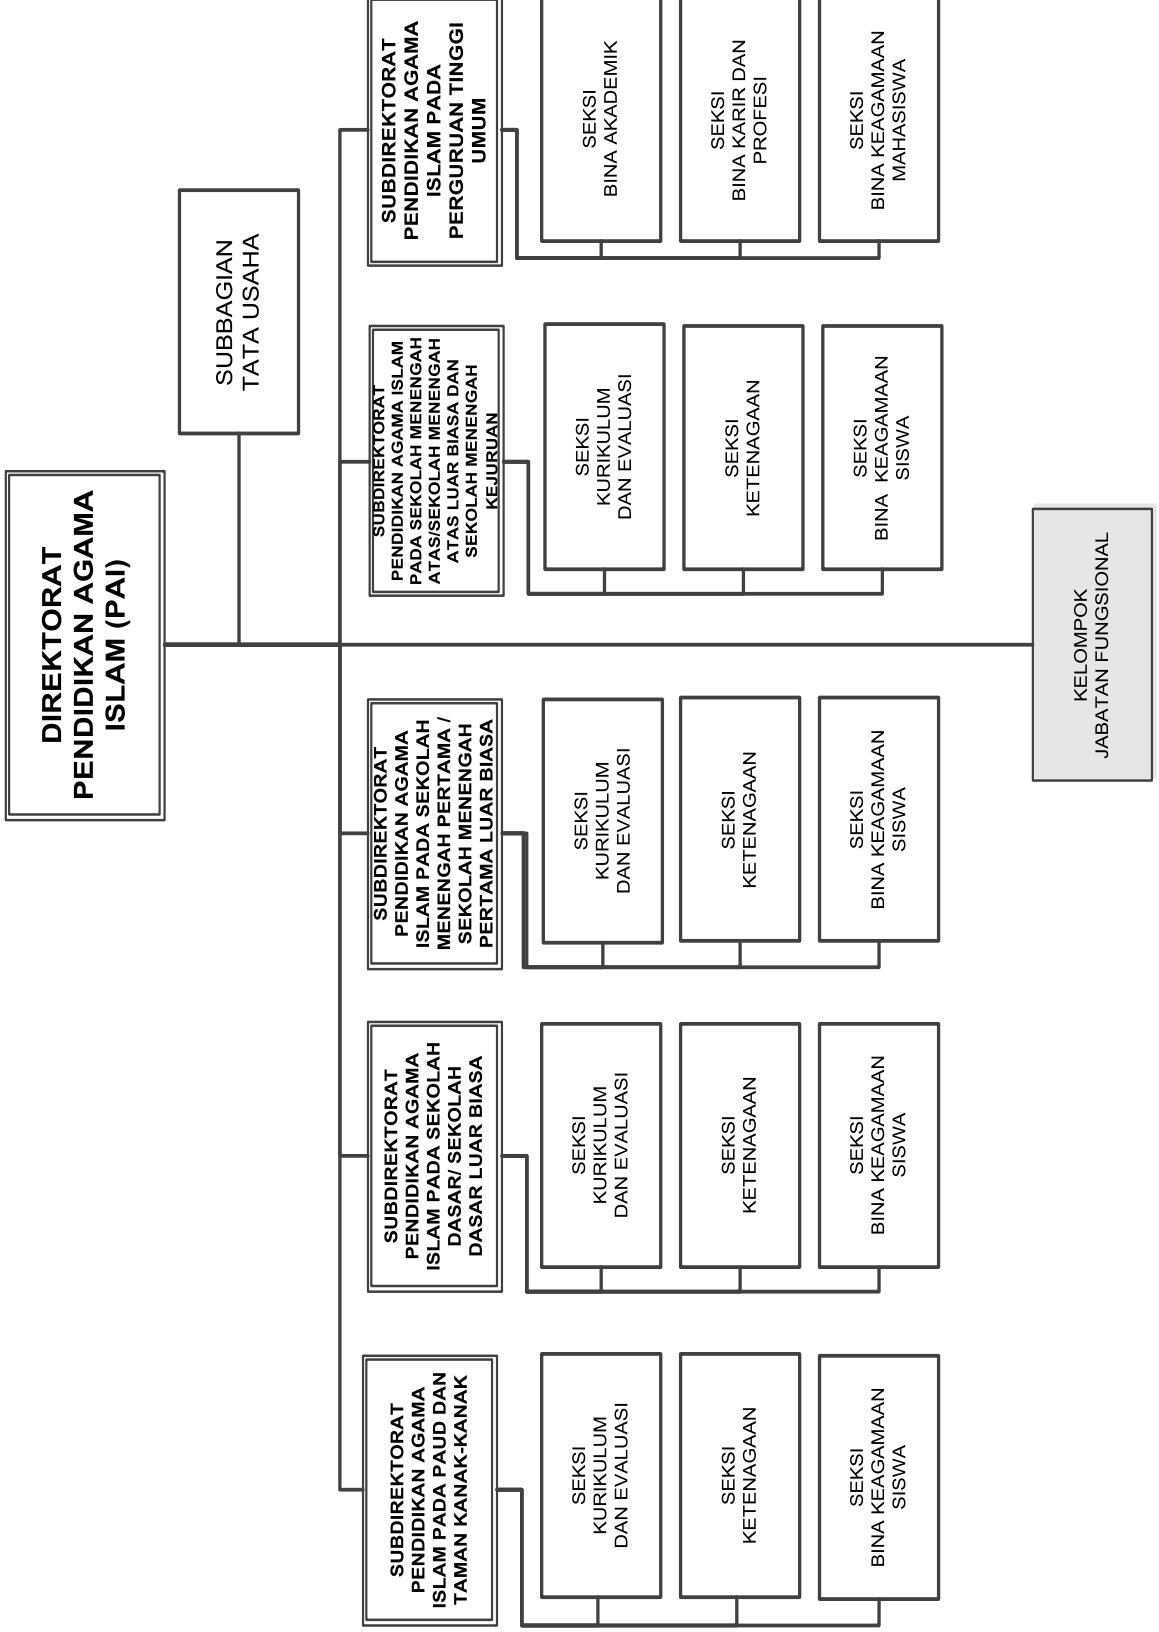 DIREKTORAT
PENDIDIKAN AGAMA
ISLAM (PAI)
SUBBAGIAN
TATA USAHA
SUBDIREKTORAT
PENDIDIKAN AGAMA
ISLAM PADA PAUD DAN
TAMAN KANAK-KANAK
SEKSI
KURIKULUM
DAN EVALUASI
SEKSI
KETENAGAAN
SEKSI
BINA KEAGAMAAN
SISWA
SUBDIREKTORAT
PENDIDIKAN AGAMA
ISLAM PADA SEKOLAH
DASAR/ SEKOLAH
DASAR LUAR BIASA
SEKSI
KURIKULUM
DAN EVALUASI
SEKSI
KETENAGAAN
SEKSI
BINA KEAGAMAAN
SISWA
SUBDIREKTORAT
PENDIDIKAN AGAMA
ISLAM PADA SEKOLAH
MENENGAH PERTAMA /
SEKOLAH MENENGAH
PERTAMA LUAR BIASA
SEKSI
KURIKULUM
DAN EVALUASI
SEKSI
KETENAGAAN
SEKSI
BINA KEAGAMAAN
SISWA
SUBDIREKTORAT
PENDIDIKAN AGAMA ISLAM
PADA SEKOLAH MENENGAH
ATAS/SEKOLAH MENENGAH
ATAS LUAR BIASA DAN
SEKOLAH MENENGAH
KEJURUAN
SEKSI
KURIKULUM
DAN EVALUASI
SEKSI
KETENAGAAN
SEKSI
BINA KEAGAMAAN
SISWA
SUBDIREKTORAT
PENDIDIKAN AGAMA
ISLAM PADA
PERGURUAN TINGGI
UMUM
SEKSI
BINA AKADEMIK
SEKSI
BINA KARIR DAN
PROFESI
SEKSI
BINA KEAGAMAAN
MAHASISWA
KELOMPOK
JABATAN FUNGSIONAL